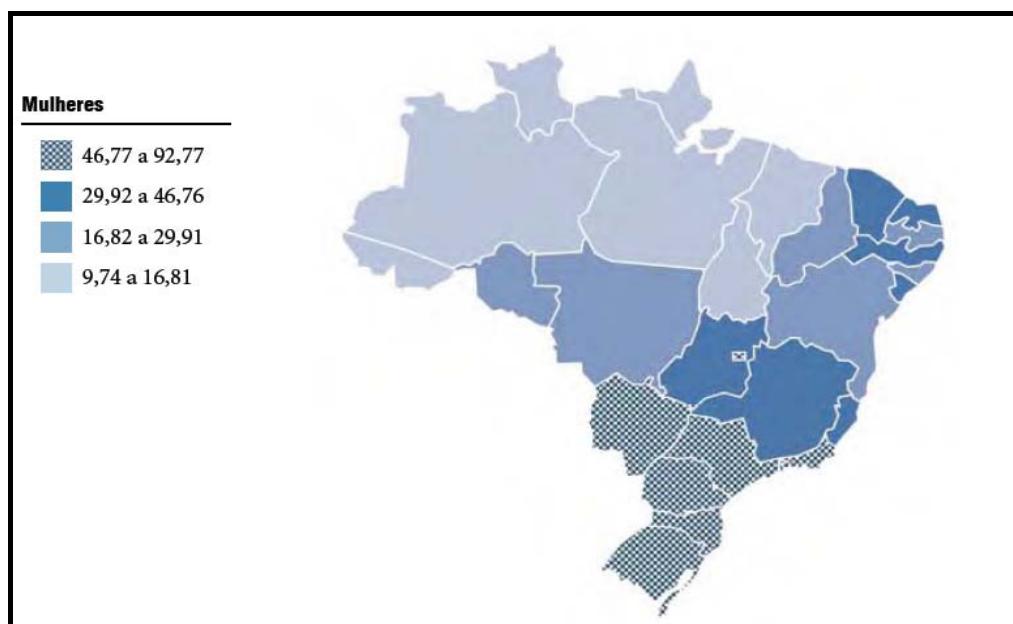 Mulheres
46,77 a 92,77
29,92 a 46,76
16,82 a 29,91
9,74 a 16,81